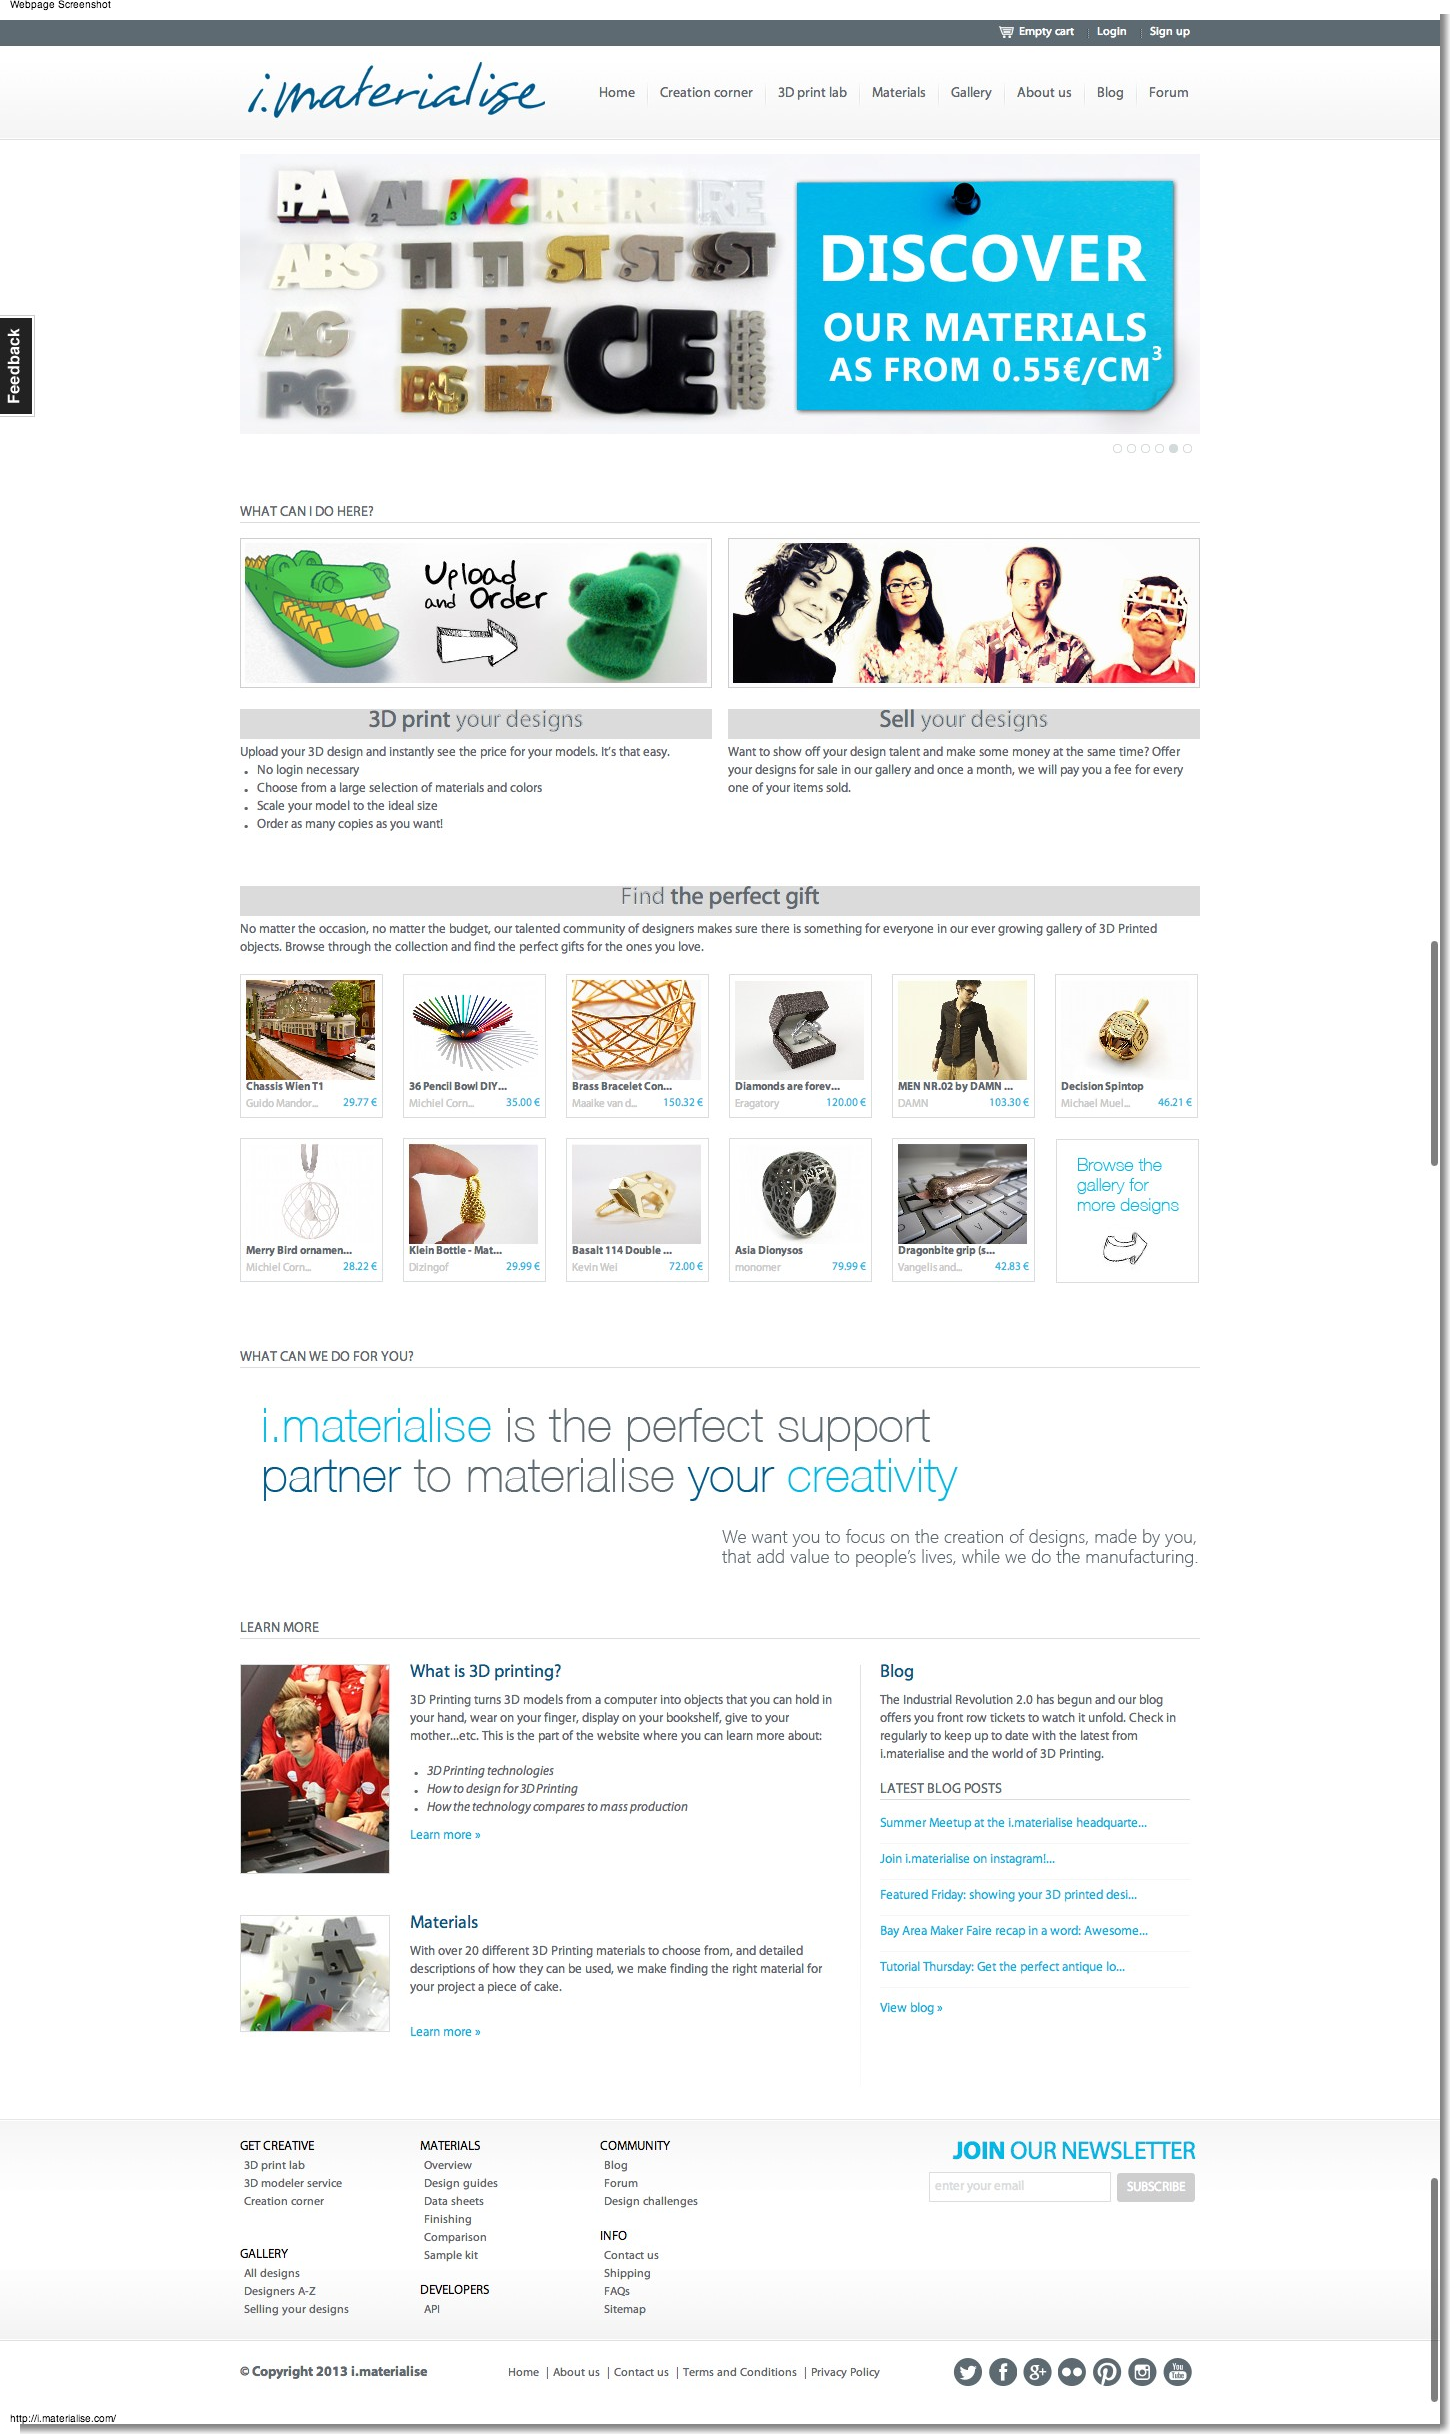 Webpage Screenshot
Empty cart
Login
Sign up
i.materialise
Home
Creation corner
3D print lab
Materials
Gallery
About us
Blog
Forum
PA
1
AL
2
MC
3
RE
RE
RE
ABS
7
TI
TI
ST
ST
ST
AG
BS
13
BZ
CE
PG
12
BS
BZ
DISCOVER
OUR MATERIALS
AS FROM 0.55€/CM3
Feedback
WHAT CAN I DO HERE?
Upload
and Order
3D print your designs
Upload your 3D design and instantly see the price for your models. It's that easy.
No login necessary
Choose from a large selection of materials and colors
Scale your model to the ideal size
Order as many copies as you want!
Sell your designs
Want to show off your design talent and make some money at the same time? Offer
your designs for sale in our gallery and once a month, we will pay you a fee for every
one of your items sold.
Find the perfect gift
No matter the occasion, no matter the budget, our talented community of designers makes sure there is something for everyone in our ever growing gallery of 3D Printed
objects. Browse through the collection and find the perfect gifts for the ones you love.
Chassis Wien T1
Guido Mandor... 29.77 €
36 Pencil Bowl DIY...
Michiel Corn... 35.00 €
Brass Bracelet Con...
Maaike van d... 150.32 €
Diamonds are forev...
Eragatory 120.00 €
MEN NR.02 by DAMN ...
DAMN 103.30 €
Decision Spintop
Michael Muel... 46.21 €
Merry Bird ornamen...
Michiel Corn... 28.22 €
Klein Bottle - Mat...
Dizingof 29.99 €
Basalt 114 Double ...
Kevin Wei 72.00 €
Asia Dionysos
monomer 79.99 €
Dragonbite grip (s...
Vangelis and... 42.83 €
Browse the
gallery for
more designs
WHAT CAN WE DO FOR YOU?
i.materialise is the perfect support
partner to materialise your creativity
We want you to focus on the creation of designs, made by you,
that add value to people's lives, while we do the manufacturing.
LEARN MORE
What is 3D printing?
3D Printing turns 3D models from a computer into objects that you can hold in
your hand, wear on your finger, display on your bookshelf, give to your
mother...etc. This is the part of the website where you can learn more about:
3D Printing technologies
How to design for 3D Printing
How the technology compares to mass production
Learn more »
Materials
With over 20 different 3D Printing materials to choose from, and detailed
descriptions of how they can be used, we make finding the right material for
your project a piece of cake.
Learn more »
Blog
The Industrial Revolution 2.0 has begun and our blog
offers you front row tickets to watch it unfold. Check in
regularly to keep up to date with the latest from
i.materialise and the world of 3D Printing.
LATEST BLOG POSTS
Summer Meetup at the i.materialise headquarte...
Join i.materialise on instagram!...
Featured Friday: showing your 3D printed desi...
Bay Area Maker Faire recap in a word: Awesome...
Tutorial Thursday: Get the perfect antique lo...
View blog »
GET CREATIVE
3D print lab
3D modeler service
Creation corner
GALLERY
All designs
Designers A-Z
Selling your designs
MATERIALS
Overview
Design guides
Data sheets
Finishing
Comparison
Sample kit
DEVELOPERS
API
COMMUNITY
Blog
Forum
Design challenges
INFO
Contact us
Shipping
FAQs
Sitemap
JOIN OUR NEWSLETTER
enter your email
SUBSCRIBE
© Copyright 2013 i.materialise
Home | About us | Contact us | Terms and Conditions | Privacy Policy
You
Tube
http://i.materialise.com/